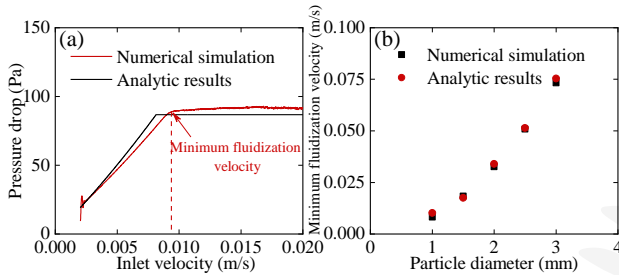 (a)
150
100
50
0
Pressure drop (Pa)
Numerical simulation
Analytic results
Minimum fluidization
velocity
0.000 0.005 0.010 0.015 0.020
Inlet velocity (m/s)
(b)
0.100
0.075
0.050
0.025
0.000
Minimum fluidization velocity (m/s)
Numerical simulation
Analytic results
0 1 2 3 4
Particle diameter (mm)